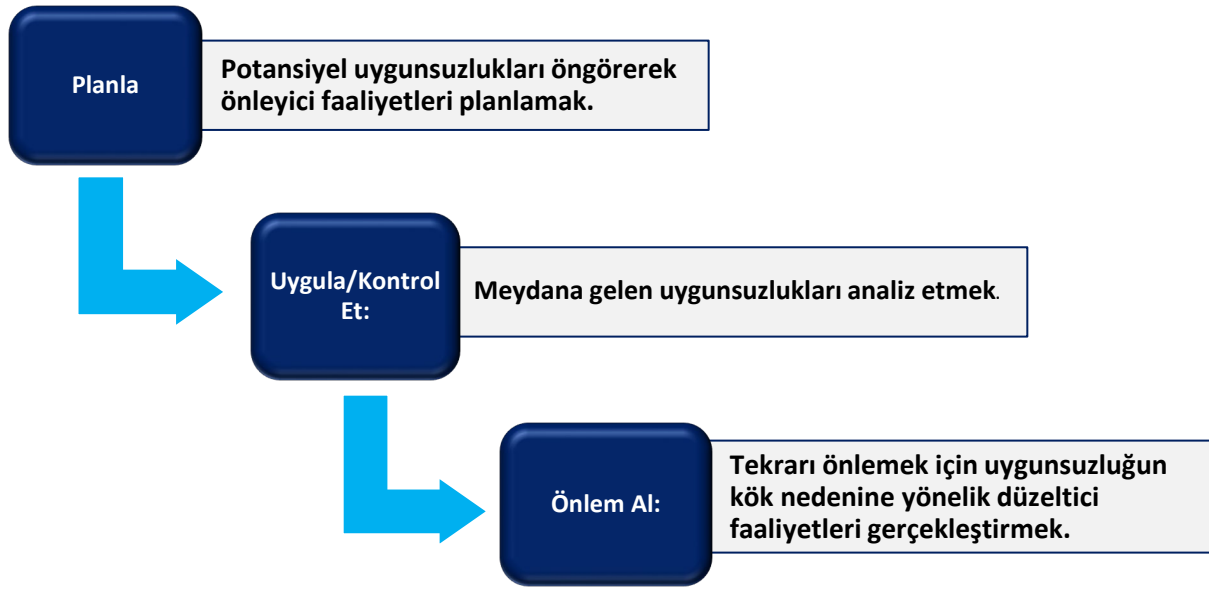 Planla
Potansiyel uygunsuzlukları öngörerek
önleyici faaliyetleri planlamak.
Uygula/Kontrol
Et:
Meydana gelen uygunsuzlukları analiz etmek.
Önlem Al:
Tekrarı önlemek için uygunsuzluğun
kök nedenine yönelik düzeltici
faaliyetleri gerçekleştirmek.